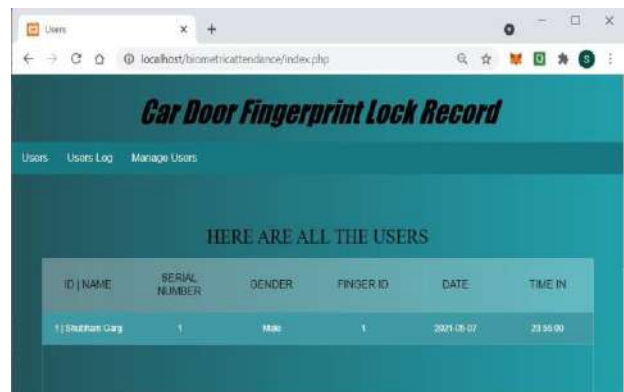 Users
localhost/biometricattendance/index.php
S
Car Door Fingerprint Lock Record
Users Users Log Manage Users
HERE ARE ALL THE USERS
ID | NAME SERIAL NUMBER GENDER FINGER ID DATE TIME IN
1 | Shubham Garg 1 Male 1 2021-05-07 23:55:00